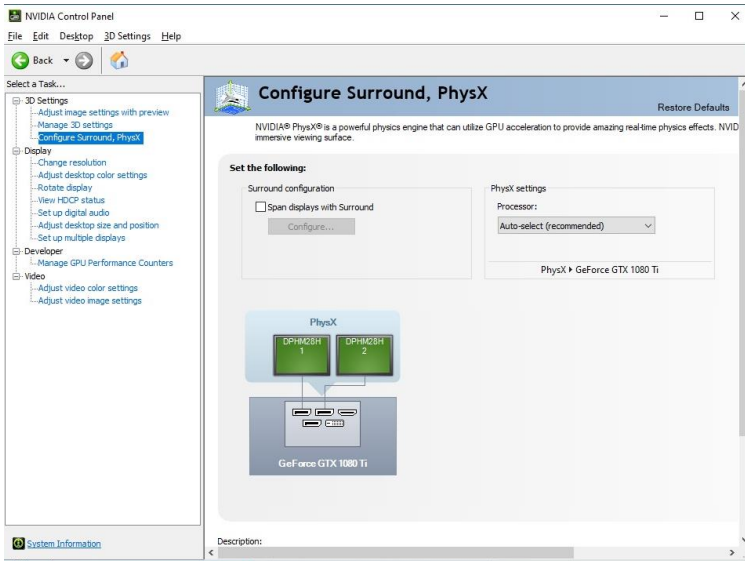 NVIDIA Control Panel
File Edit Desktop 3D Settings Help
Back
Select a Task...
3D Settings
Adjust image settings with preview
Manage 3D settings
Configure Surround, PhysX
Display
Change resolution
Adjust desktop color settings
Rotate display
View HDCP status
Set up digital audio
Adjust desktop size and position
Set up multiple displays
Developer
Manage GPU Performance Counters
Video
Adjust video color settings
Adjust video image settings
System Information
Configure Surround, PhysX
Restore Defaults
NVIDIA® PhysX® is a powerful physics engine that can utilize GPU acceleration to provide amazing real-time physics effects. NVID
immersive viewing surface.
Set the following:
Surround configuration
Span displays with Surround
Configure...
PhysX settings
Processor:
Auto-select (recommended)
PhysX GeForce GTX 1080 Ti
PhysX
DPHM28H
1
DPHM28H
2
GeForce GTX 1080 Ti
Description: